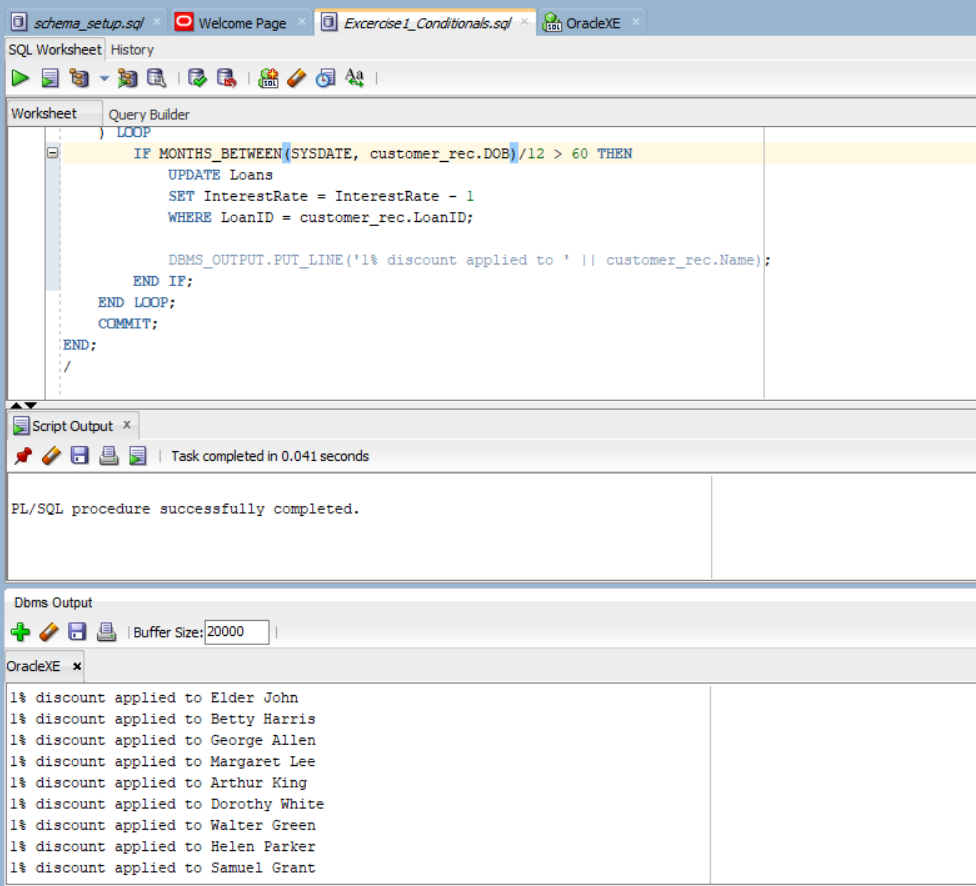 schema_setup.sql × Welcome Page × Excercise1_Conditionals.sql × OracleXE ×
SQL Worksheet History
Worksheet Query Builder
) LOOP
IF MONTHS_BETWEEN(SYSDATE, customer_rec.DOB)/12 > 60 THEN
UPDATE Loans
SET InterestRate = InterestRate - 1
WHERE LoanID = customer_rec.LoanID;
DBMS_OUTPUT.PUT_LINE('1% discount applied to ' || customer_rec.Name);
END IF;
END LOOP;
COMMIT;
END;
/
Script Output ×
Task completed in 0.041 seconds
PL/SQL procedure successfully completed.
Dbms Output
Buffer Size: 20000
OracleXE ×
1% discount applied to Elder John
1% discount applied to Betty Harris
1% discount applied to George Allen
1% discount applied to Margaret Lee
1% discount applied to Arthur King
1% discount applied to Dorothy White
1% discount applied to Walter Green
1% discount applied to Helen Parker
1% discount applied to Samuel Grant